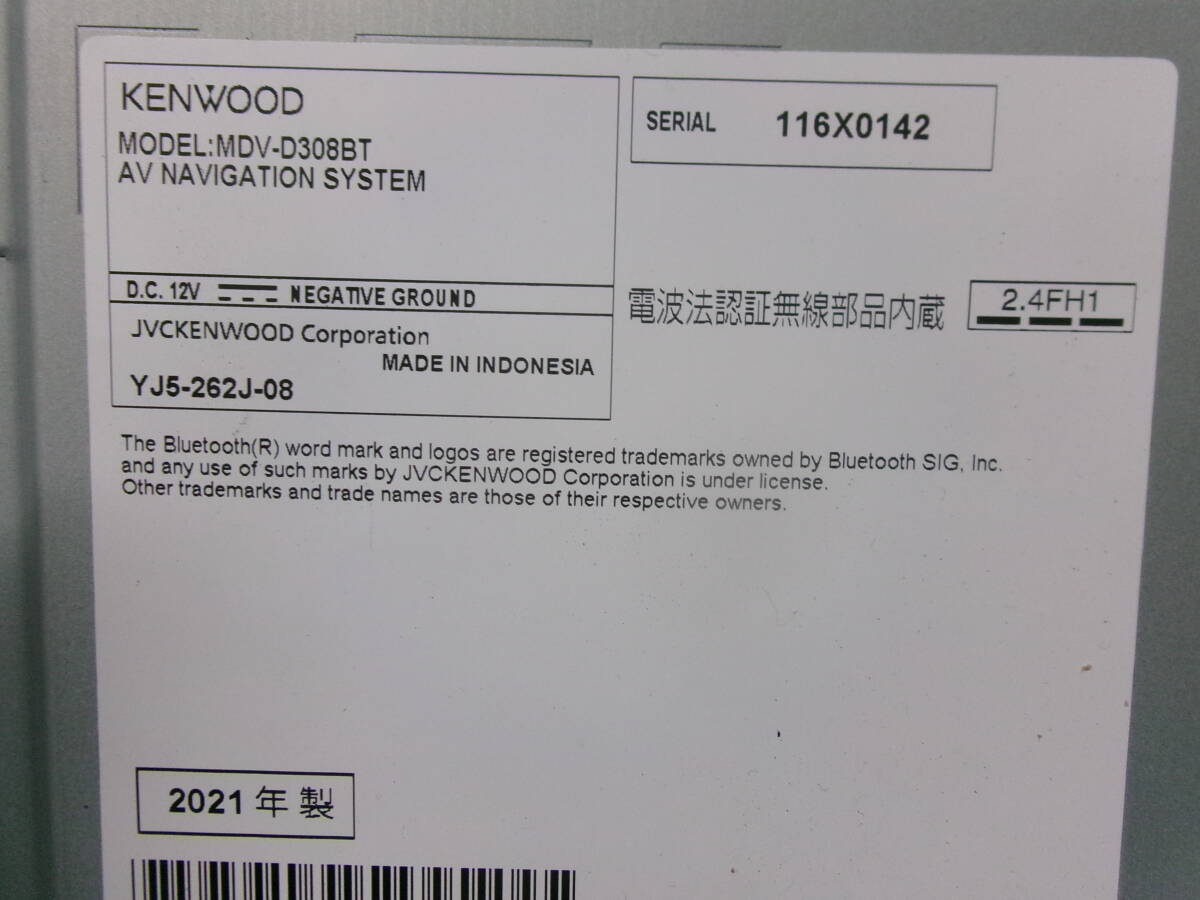 KENWOOD
MODEL:MDV-D308BT
AV NAVIGATION SYSTEM
D.C. 12V NEGATIVE GROUND
JVCKENWOOD Corporation
MADE IN INDONESIA
YJ5-262J-08
SERIAL 116X0142
電波法認証無線部品内蔵 2.4FH1
The Bluetooth(R) word mark and logos are registered trademarks owned by Bluetooth SIG, Inc.
and any use of such marks by JVCKENWOOD Corporation is under license.
Other trademarks and trade names are those of their respective owners.
2021 年 製